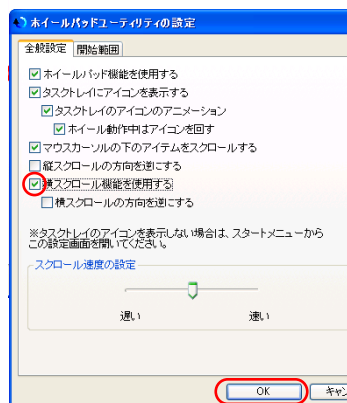 ホイールパッドユーティリティの設定
全般設定 開始範囲
ホイールパッド機能を使用する
タスクトレイにアイコンを表示する
タスクトレイのアイコンのアニメーション
ホイール動作中はアイコンを回す
マウスカーソルの下のアイテムをスクロールする
縦スクロールの方向を逆にする
横スクロール機能を使用する
横スクロールの方向を逆にする
※タスクトレイのアイコンを表示しない場合は、スタートメニューから
この設定画面を開いてください。
スクロール速度の設定
遅い 速い
OK キャン